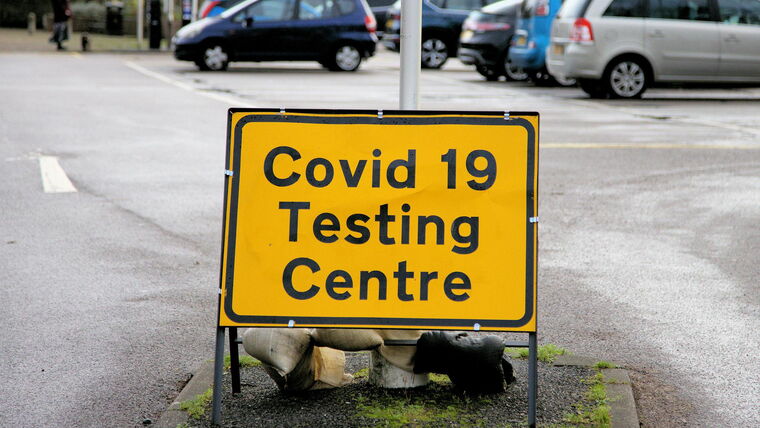 Covid 19
Testing
Centre